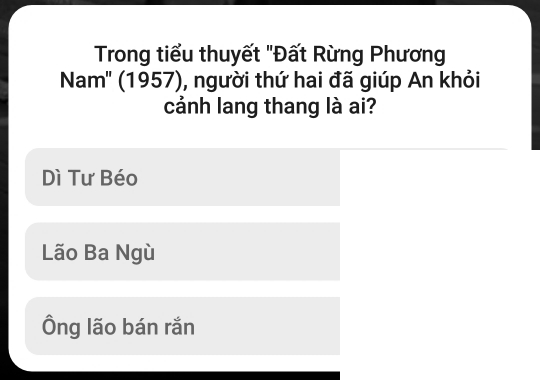 Trong tiểu thuyết "Đất Rừng Phương
Nam" (1957), người thứ hai đã giúp An khỏi
cảnh lang thang là ai?
Dì Tư Béo
Lão Ba Ngù
Ông lão bán rắn